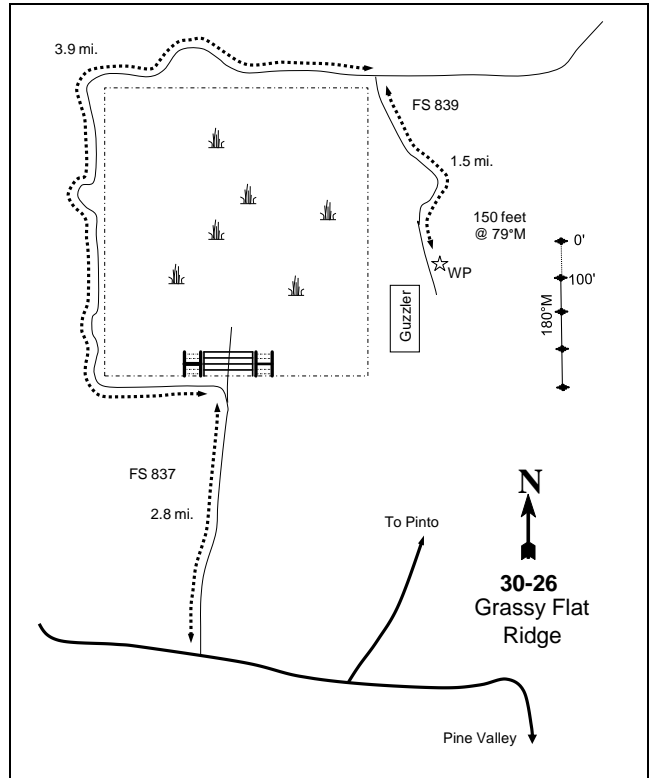 3.9 mi.
FS 839
1.5 mi.
150 feet
@ 79°M
0'
WP
100'
180°M
Guzzler
FS 837
2.8 mi.
To Pinto
N
30-26
Grassy Flat
Ridge
Pine Valley